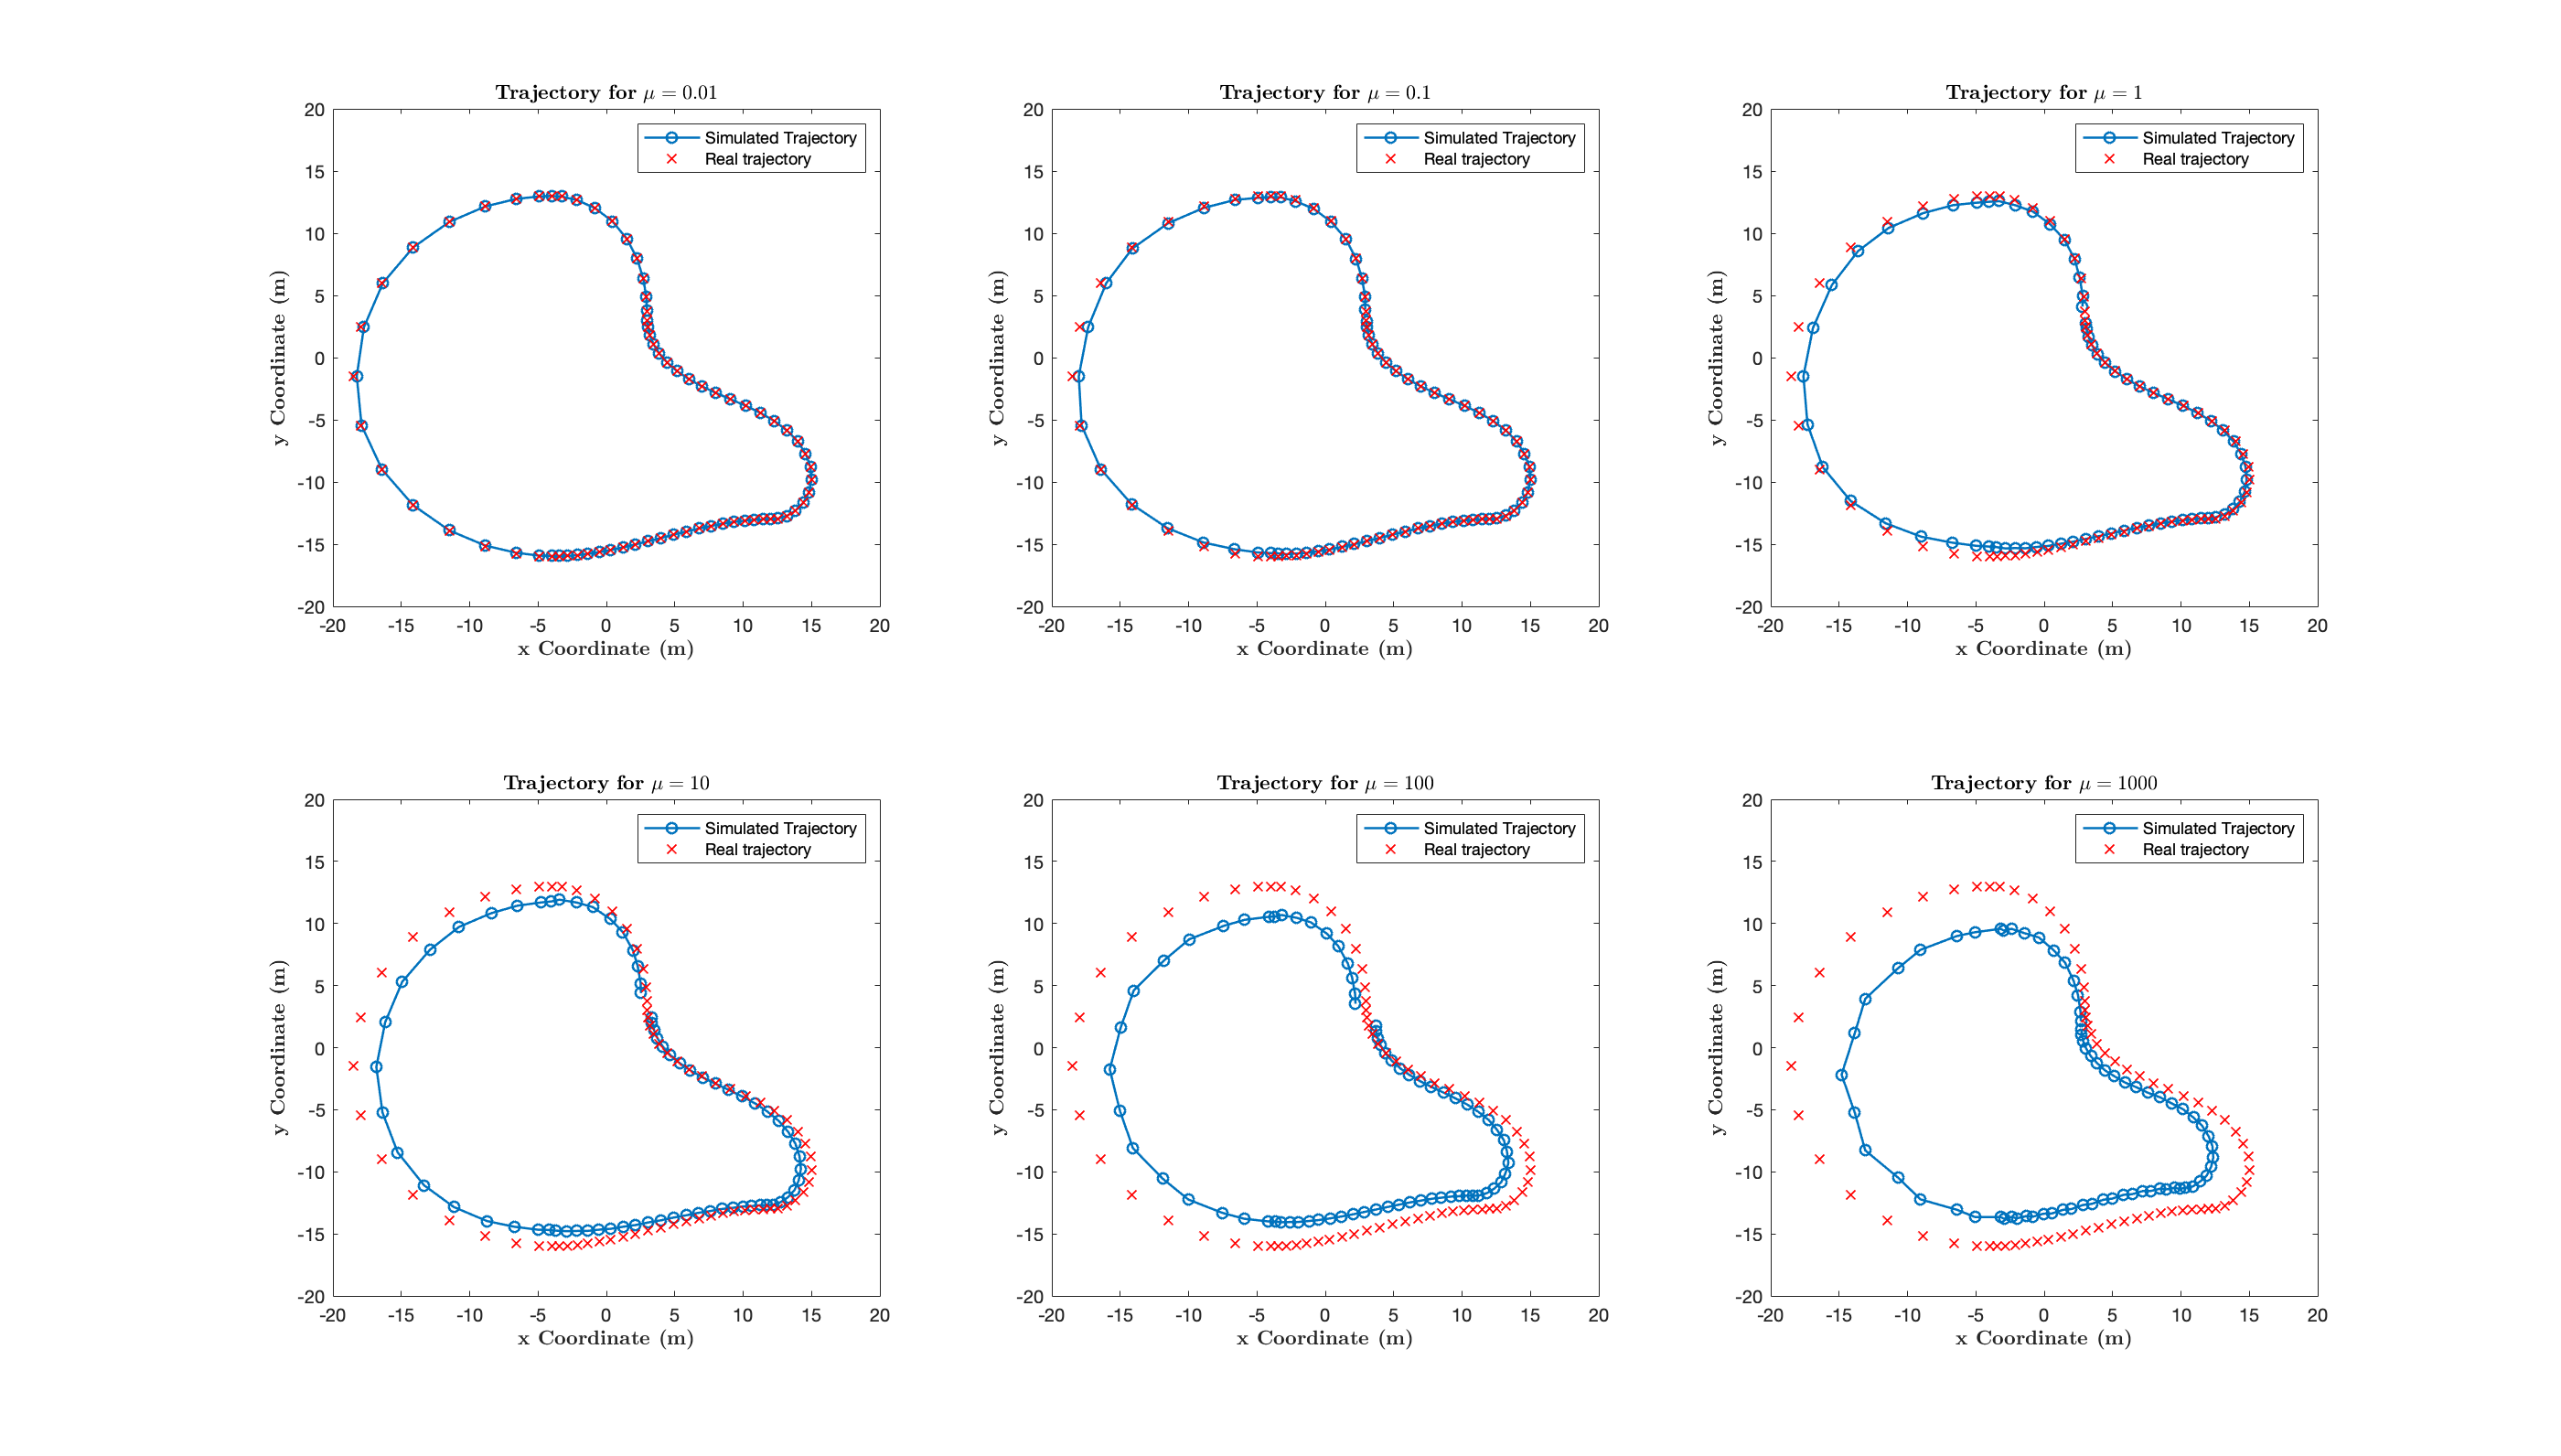 Trajectory for μ = 0.01
Simulated Trajectory
Real trajectory
20
15
10
5
0
-5
-10
-15
-20
y Coordinate (m)
-20 -15 -10 -5 0 5 10 15 20
x Coordinate (m)
Trajectory for μ = 0.1
Simulated Trajectory
Real trajectory
20
15
10
5
0
-5
-10
-15
-20
y Coordinate (m)
-20 -15 -10 -5 0 5 10 15 20
x Coordinate (m)
Trajectory for μ = 1
Simulated Trajectory
Real trajectory
20
15
10
5
0
-5
-10
-15
-20
y Coordinate (m)
-20 -15 -10 -5 0 5 10 15 20
x Coordinate (m)
Trajectory for μ = 10
Simulated Trajectory
Real trajectory
20
15
10
5
0
-5
-10
-15
-20
y Coordinate (m)
-20 -15 -10 -5 0 5 10 15 20
x Coordinate (m)
Trajectory for μ = 100
Simulated Trajectory
Real trajectory
20
15
10
5
0
-5
-10
-15
-20
y Coordinate (m)
-20 -15 -10 -5 0 5 10 15 20
x Coordinate (m)
Trajectory for μ = 1000
Simulated Trajectory
Real trajectory
20
15
10
5
0
-5
-10
-15
-20
y Coordinate (m)
-20 -15 -10 -5 0 5 10 15 20
x Coordinate (m)